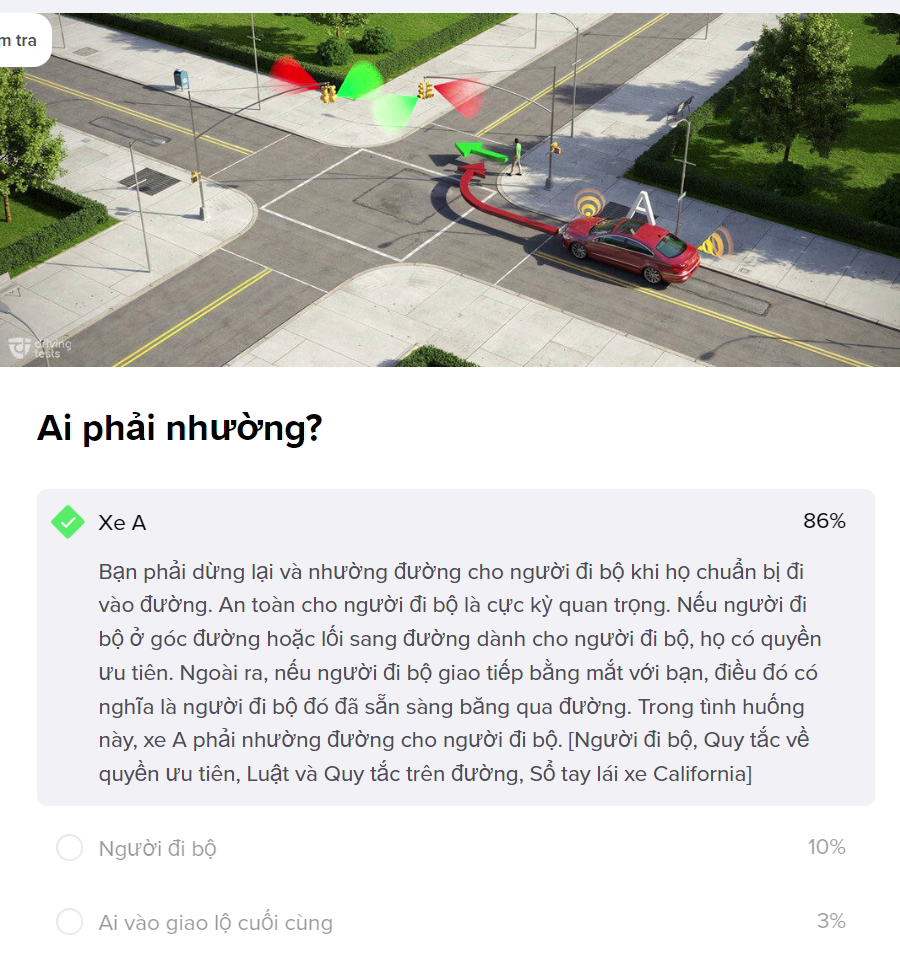 m tra
A
driving
tests
Ai phải nhường?
Xe A 86%
Bạn phải dừng lại và nhường đường cho người đi bộ khi họ chuẩn bị đi
vào đường. An toàn cho người đi bộ là cực kỳ quan trọng. Nếu người đi
bộ ở góc đường hoặc lối sang đường dành cho người đi bộ, họ có quyền
ưu tiên. Ngoài ra, nếu người đi bộ giao tiếp bằng mắt với bạn, điều đó có
nghĩa là người đi bộ đó đã sẵn sàng băng qua đường. Trong tình huống
này, xe A phải nhường đường cho người đi bộ. [Người đi bộ, Quy tắc về
quyền ưu tiên, Luật và Quy tắc trên đường, Sổ tay lái xe California]
Người đi bộ 10%
Ai vào giao lộ cuối cùng 3%